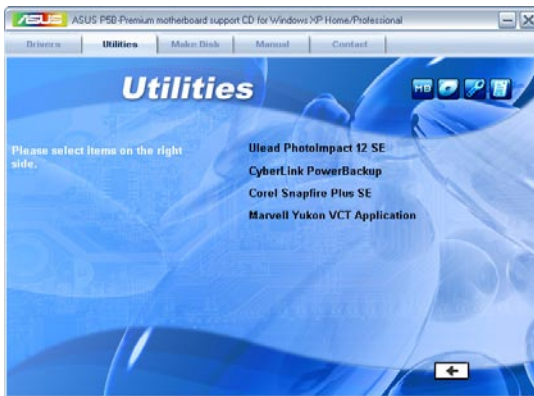 ASUS ASUS P5B-Premium motherboard support CD for Windows XP Home/Professional
Drivers Utilities Make Disk Manual Contact
Utilities
MB
Please select items on the right
side.
Ulead PhotoImpact 12 SE
CyberLink PowerBackup
Corel Snapfire Plus SE
Marvell Yukon VCT Application